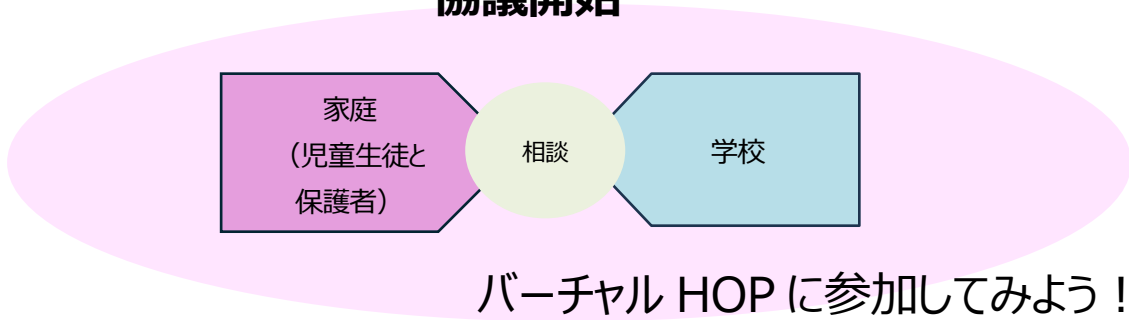 協議開始
家庭
（児童生徒と
保護者）
相談
学校
バーチャル HOP に参加してみよう！